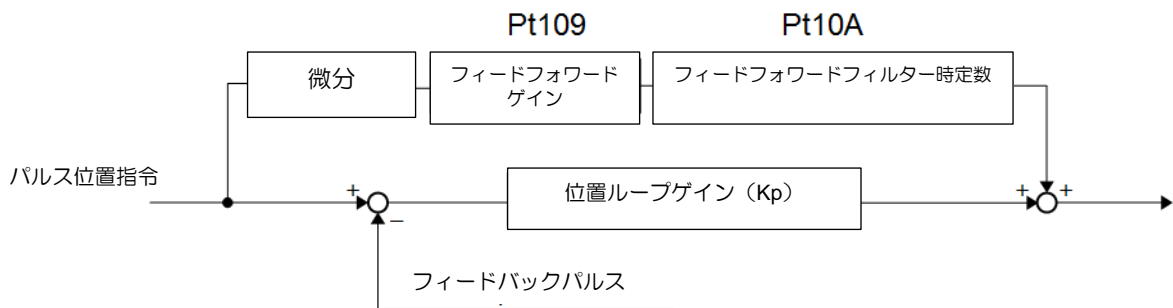 Pt109
Pt10A
微分
フィードフォワード
ゲイン
フィードフォワードフィルター時定数
パルス位置指令
+
−
位置ループゲイン（Kp）
+
+
フィードバックパルス